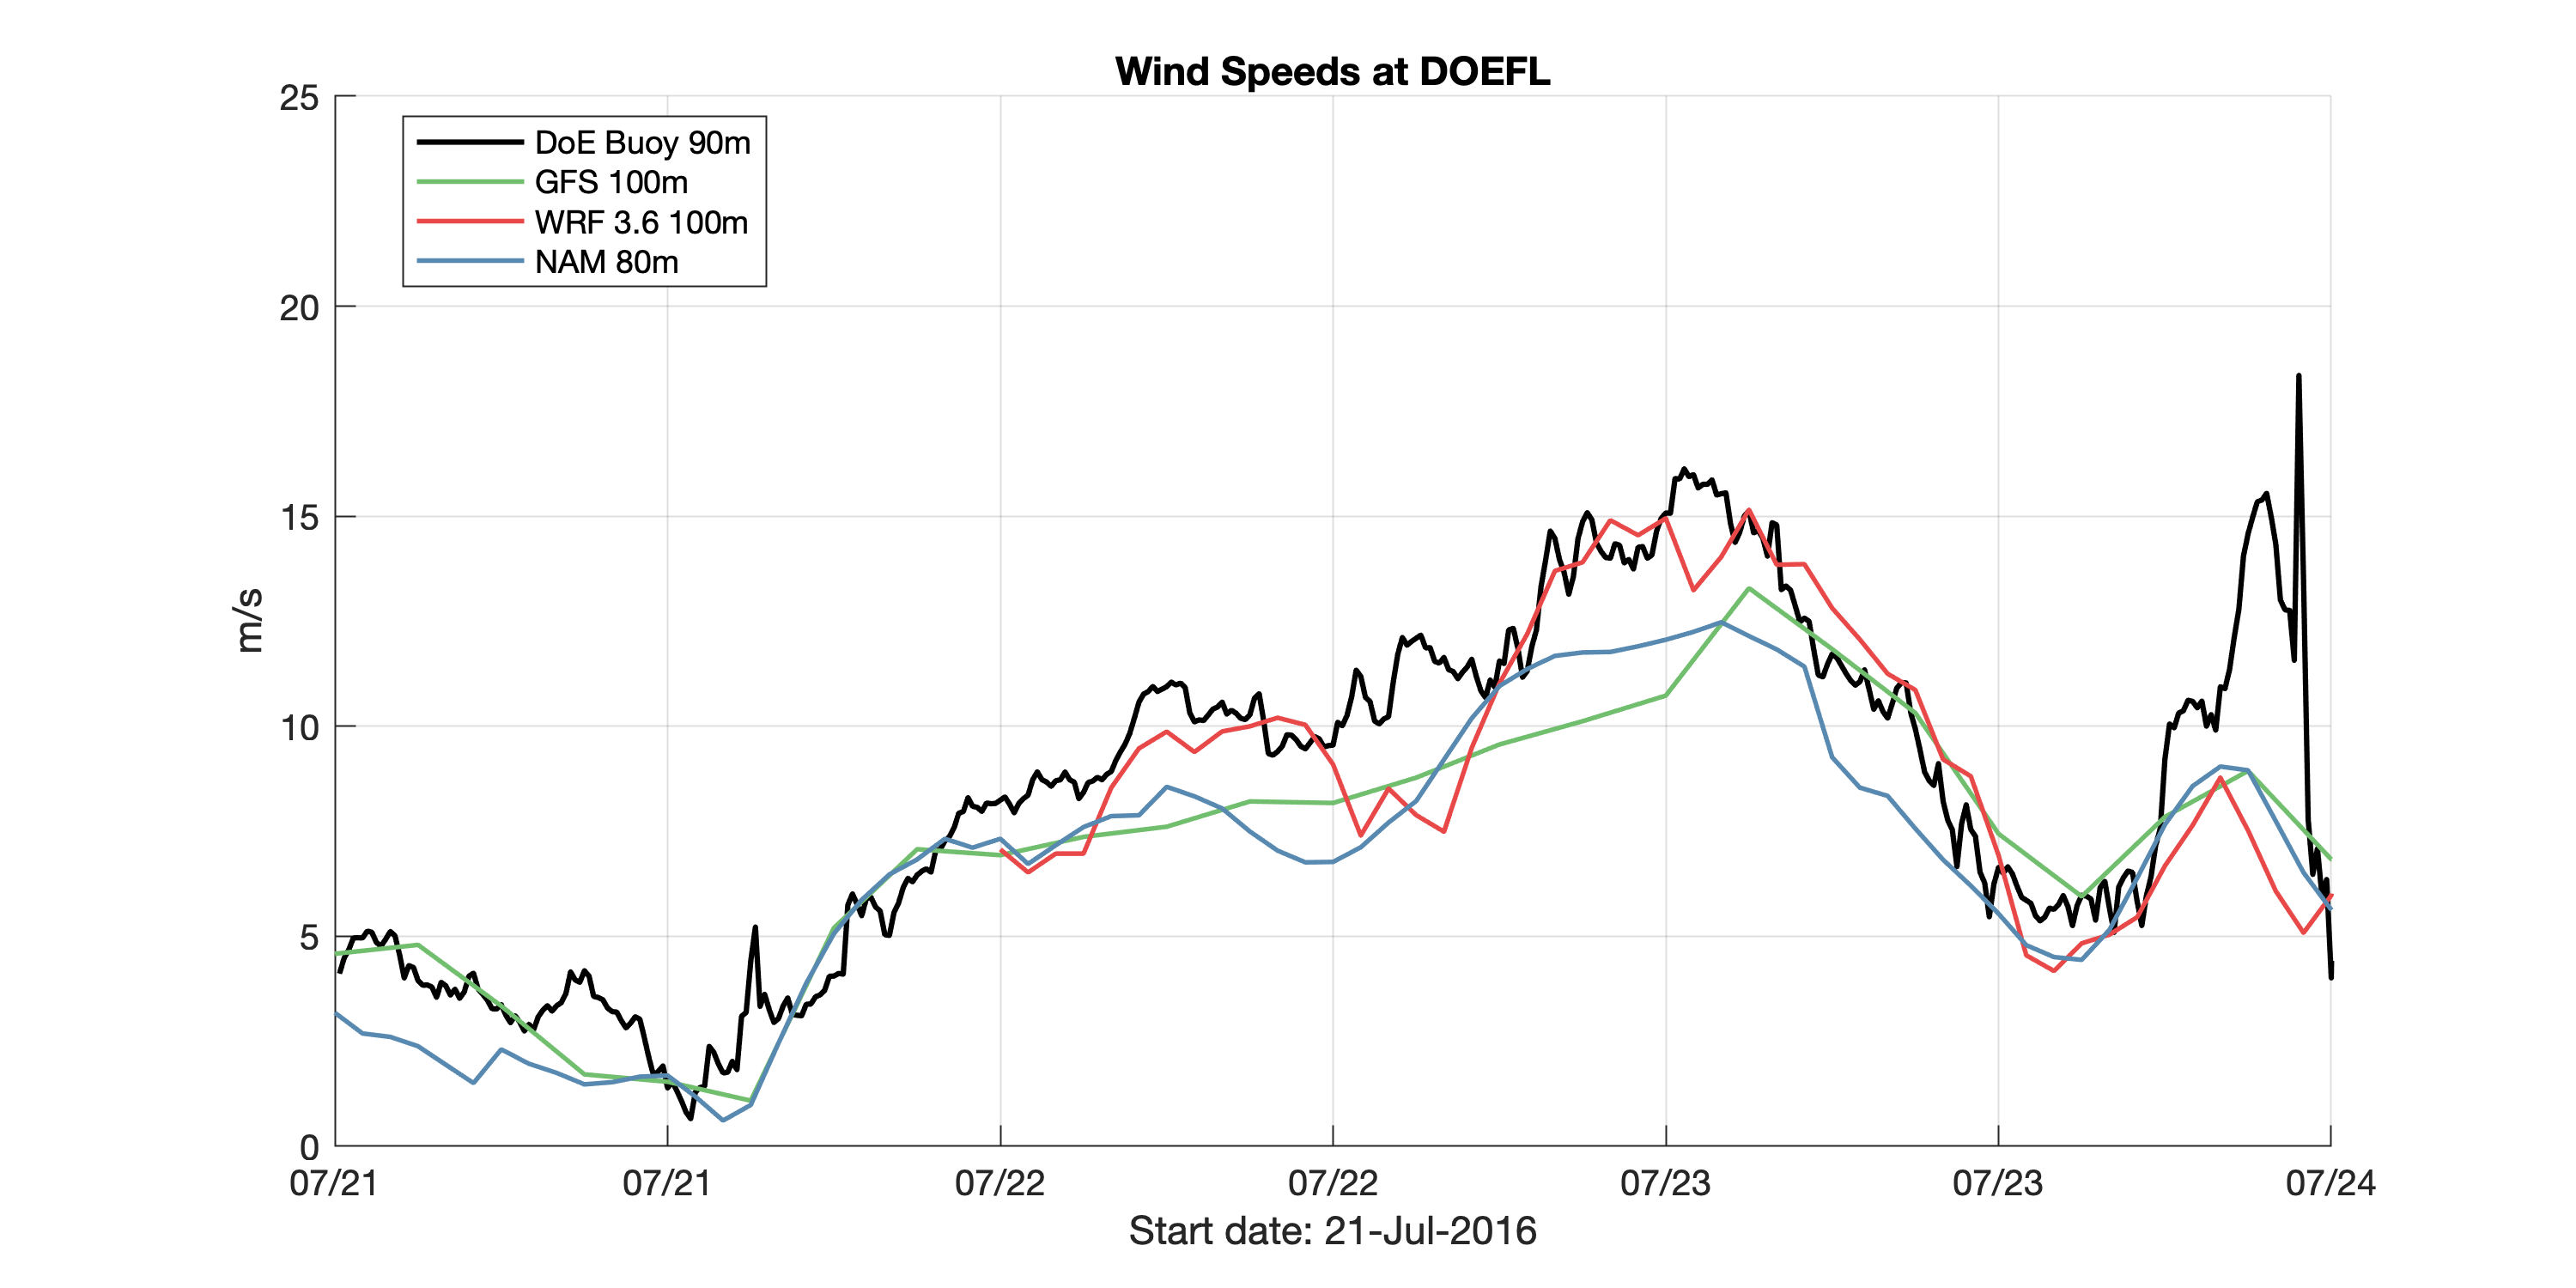 Wind Speeds at DOEFL
25
20
15
10
5
0
m/s
DoE Buoy 90m
GFS 100m
WRF 3.6 100m
NAM 80m
07/21 07/21 07/22 07/22 07/23 07/23 07/24
Start date: 21-Jul-2016